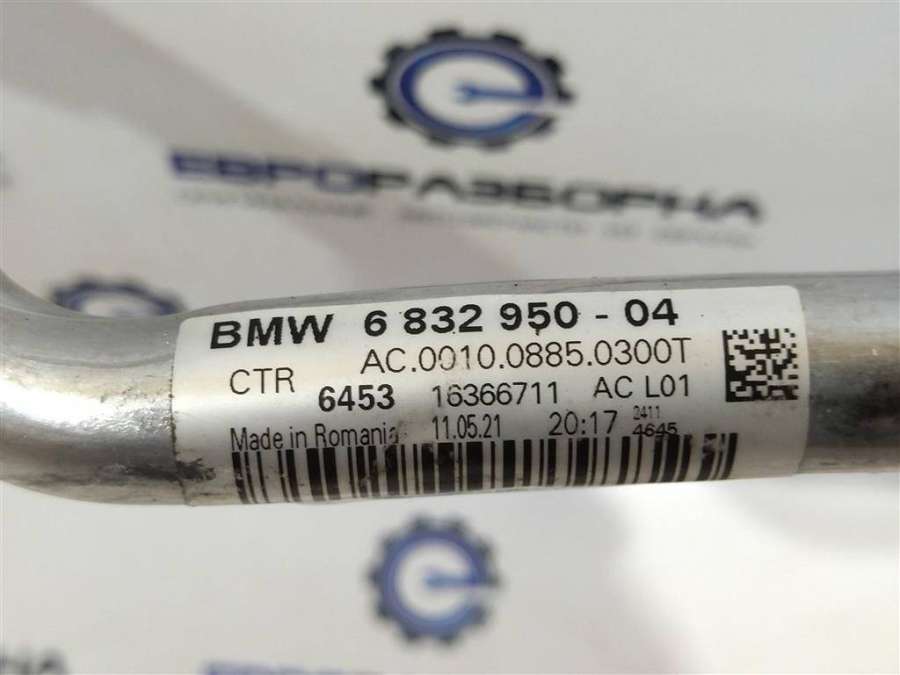 ЕВРОРАЗБОРКА
BMW 6 832 950 - 04
AC.0010.0885.0300T
CTR 6453 16366711 AC L01
Made in Romania 11.05.21 20:17 2411 4645